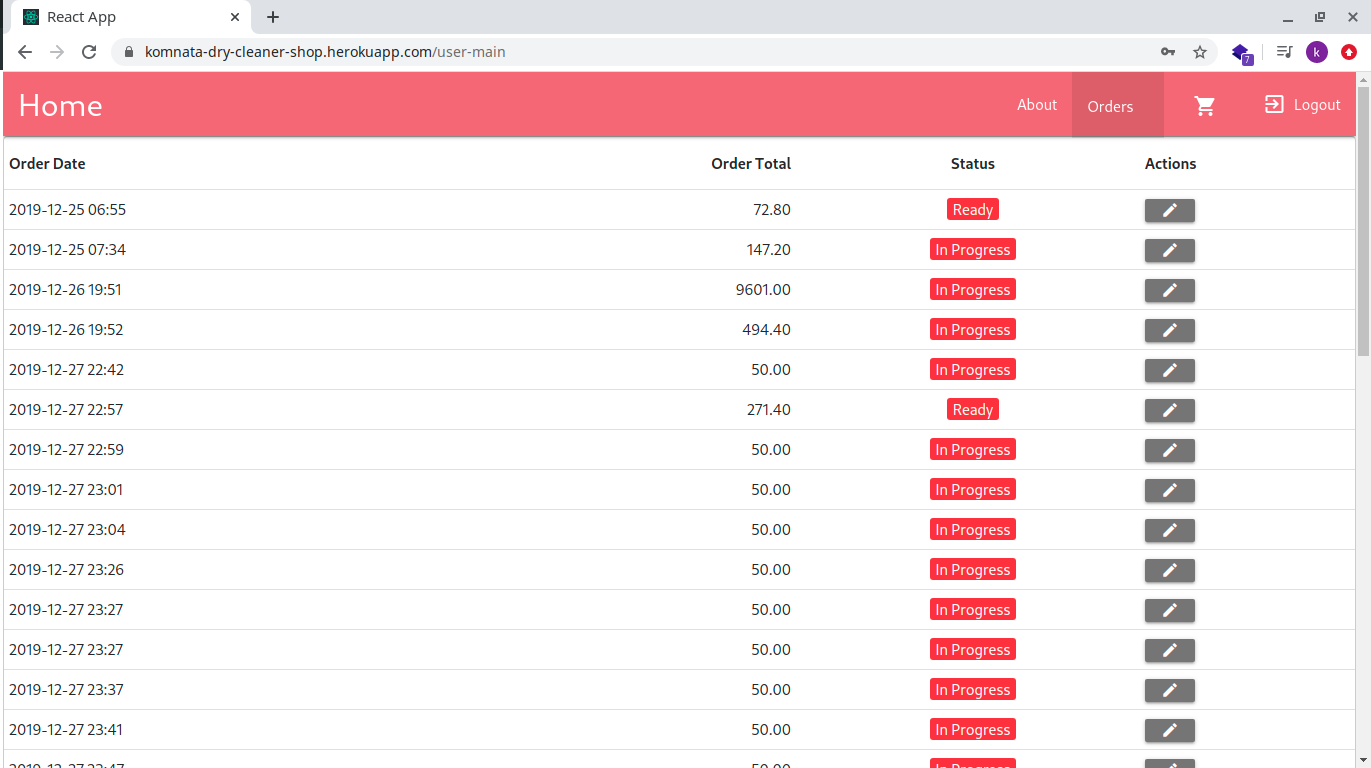 React App
komnata-dry-cleaner-shop.herokuapp.com/user-main
7
k
Home About Orders Logout
Order Date Order Total Status Actions
2019-12-25 06:55 72.80 Ready
2019-12-25 07:34 147.20 In Progress
2019-12-26 19:51 9601.00 In Progress
2019-12-26 19:52 494.40 In Progress
2019-12-27 22:42 50.00 In Progress
2019-12-27 22:57 271.40 Ready
2019-12-27 22:59 50.00 In Progress
2019-12-27 23:01 50.00 In Progress
2019-12-27 23:04 50.00 In Progress
2019-12-27 23:26 50.00 In Progress
2019-12-27 23:27 50.00 In Progress
2019-12-27 23:27 50.00 In Progress
2019-12-27 23:37 50.00 In Progress
2019-12-27 23:41 50.00 In Progress